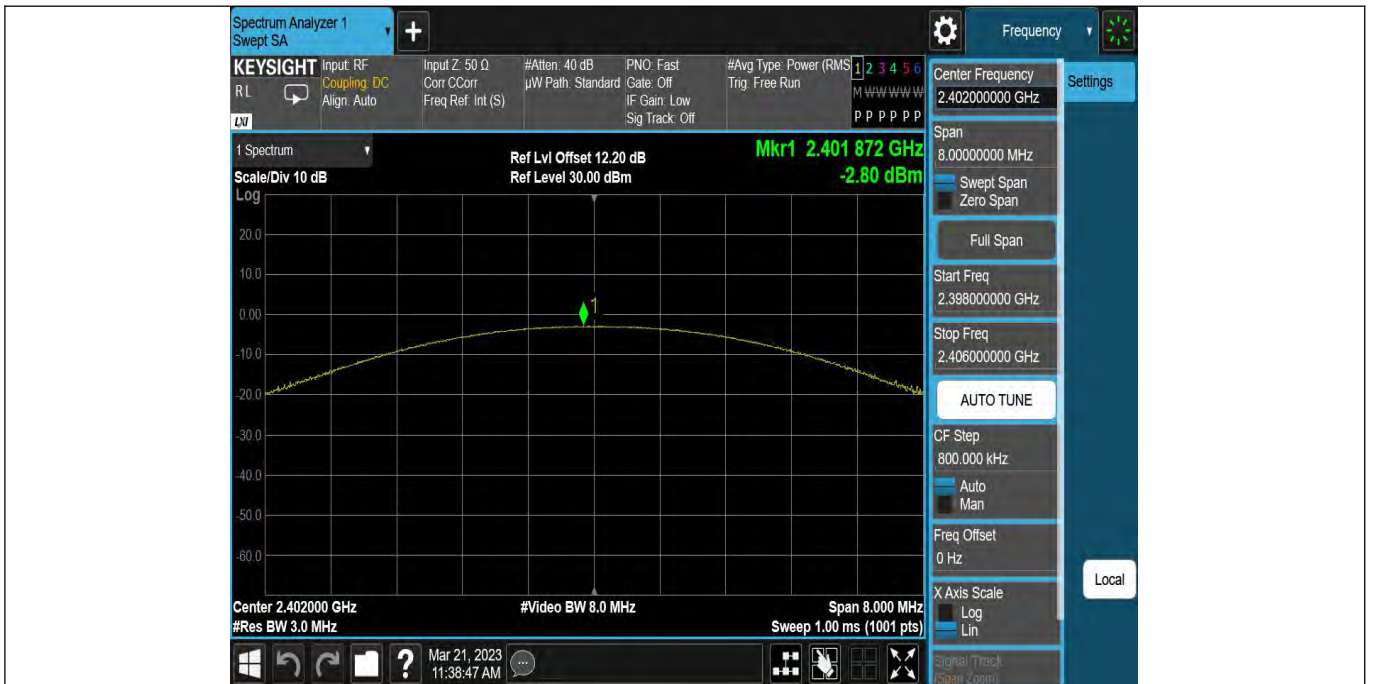 Spectrum Analyzer 1
Swept SA
+
Frequency
KEYSIGHT
R L
LXI
Input: RF
Coupling: DC
Align: Auto
Input Z: 50 Ω
Corr CCorr
Freq Ref: Int (S)
#Atten: 40 dB
µW Path: Standard
PNO: Fast
Gate: Off
IF Gain: Low
Sig Track: Off
#Avg Type: Power (RMS
Trig: Free Run
1 2 3 4 5 6
M W W W W W
P P P P P P
1 Spectrum
Scale/Div 10 dB
Ref Lvl Offset 12.20 dB
Ref Level 30.00 dBm
Mkr1 2.401 872 GHz
-2.80 dBm
Log
20.0
10.0
0.00
-10.0
-20.0
-30.0
-40.0
-50.0
-60.0
1
Center 2.402000 GHz
#Res BW 3.0 MHz
#Video BW 8.0 MHz
Span 8.000 MHz
Sweep 1.00 ms (1001 pts)
Center Frequency
2.402000000 GHz
Settings
Span
8.00000000 MHz
Swept Span
Zero Span
Full Span
Start Freq
2.398000000 GHz
Stop Freq
2.406000000 GHz
AUTO TUNE
CF Step
800.000 kHz
Auto
Man
Freq Offset
0 Hz
X Axis Scale
Log
Lin
Signal Track
(Span Zoom)
Local
?
Mar 21, 2023
11:38:47 AM